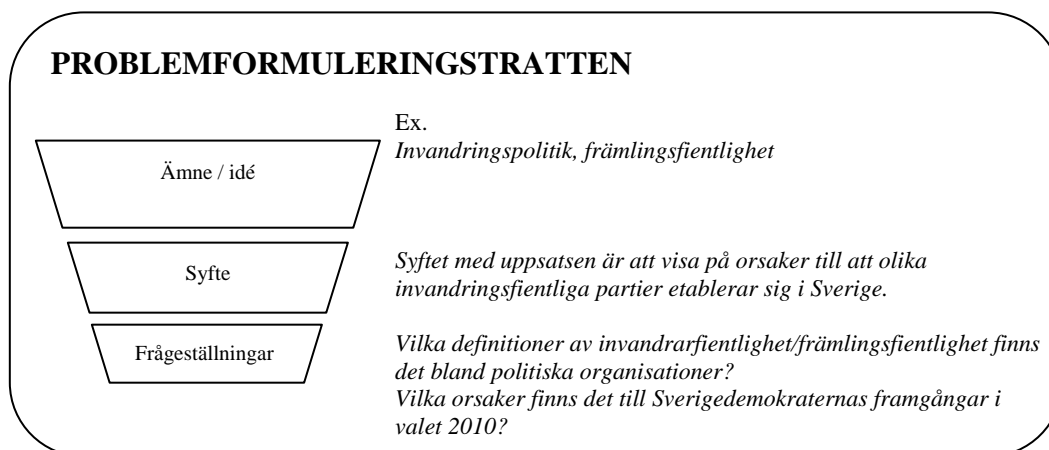 PROBLEMFORMULERINGSTRATTEN
Ex.
Invandringspolitik, främlingsfientlighet
Ämne / idé
Syfte
Syftet med uppsatsen är att visa på orsaker till att olika
invandringsfientliga partier etablerar sig i Sverige.
Frågeställningar
Vilka definitioner av invandrarfientlighet/främlingsfientlighet finns
det bland politiska organisationer?
Vilka orsaker finns det till Sverigedemokraternas framgångar i
valet 2010?